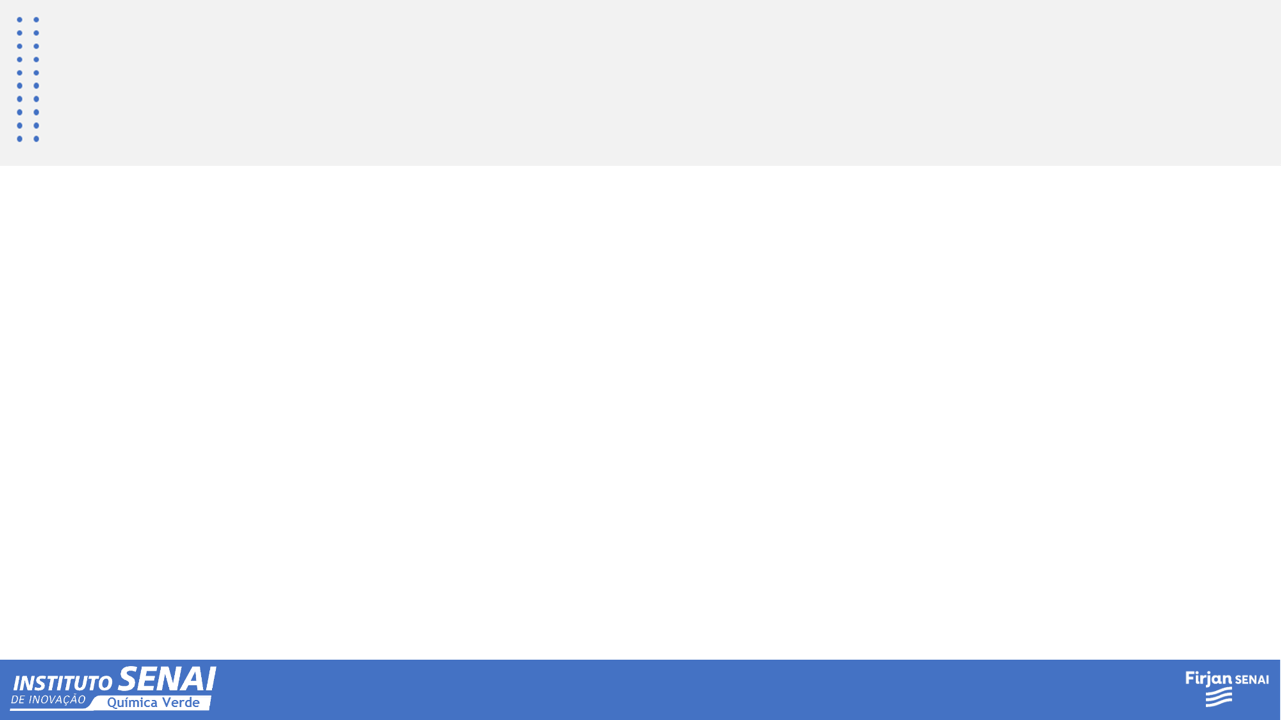 INSTITUTO SENAI
DE INOVAÇÃO Química Verde
Firjan SENAI